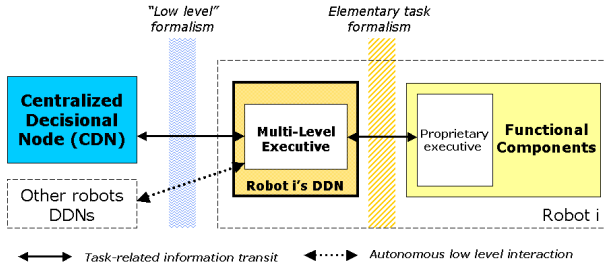 “Low level”
formalism
Elementary task
formalism
Centralized
Decisional
Node (CDN)
Multi-Level
Executive
Robot i’s DDN
Proprietary
executive
Functional
Components
Other robots
DDNs
Robot i
Task-related information transit
Autonomous low level interaction